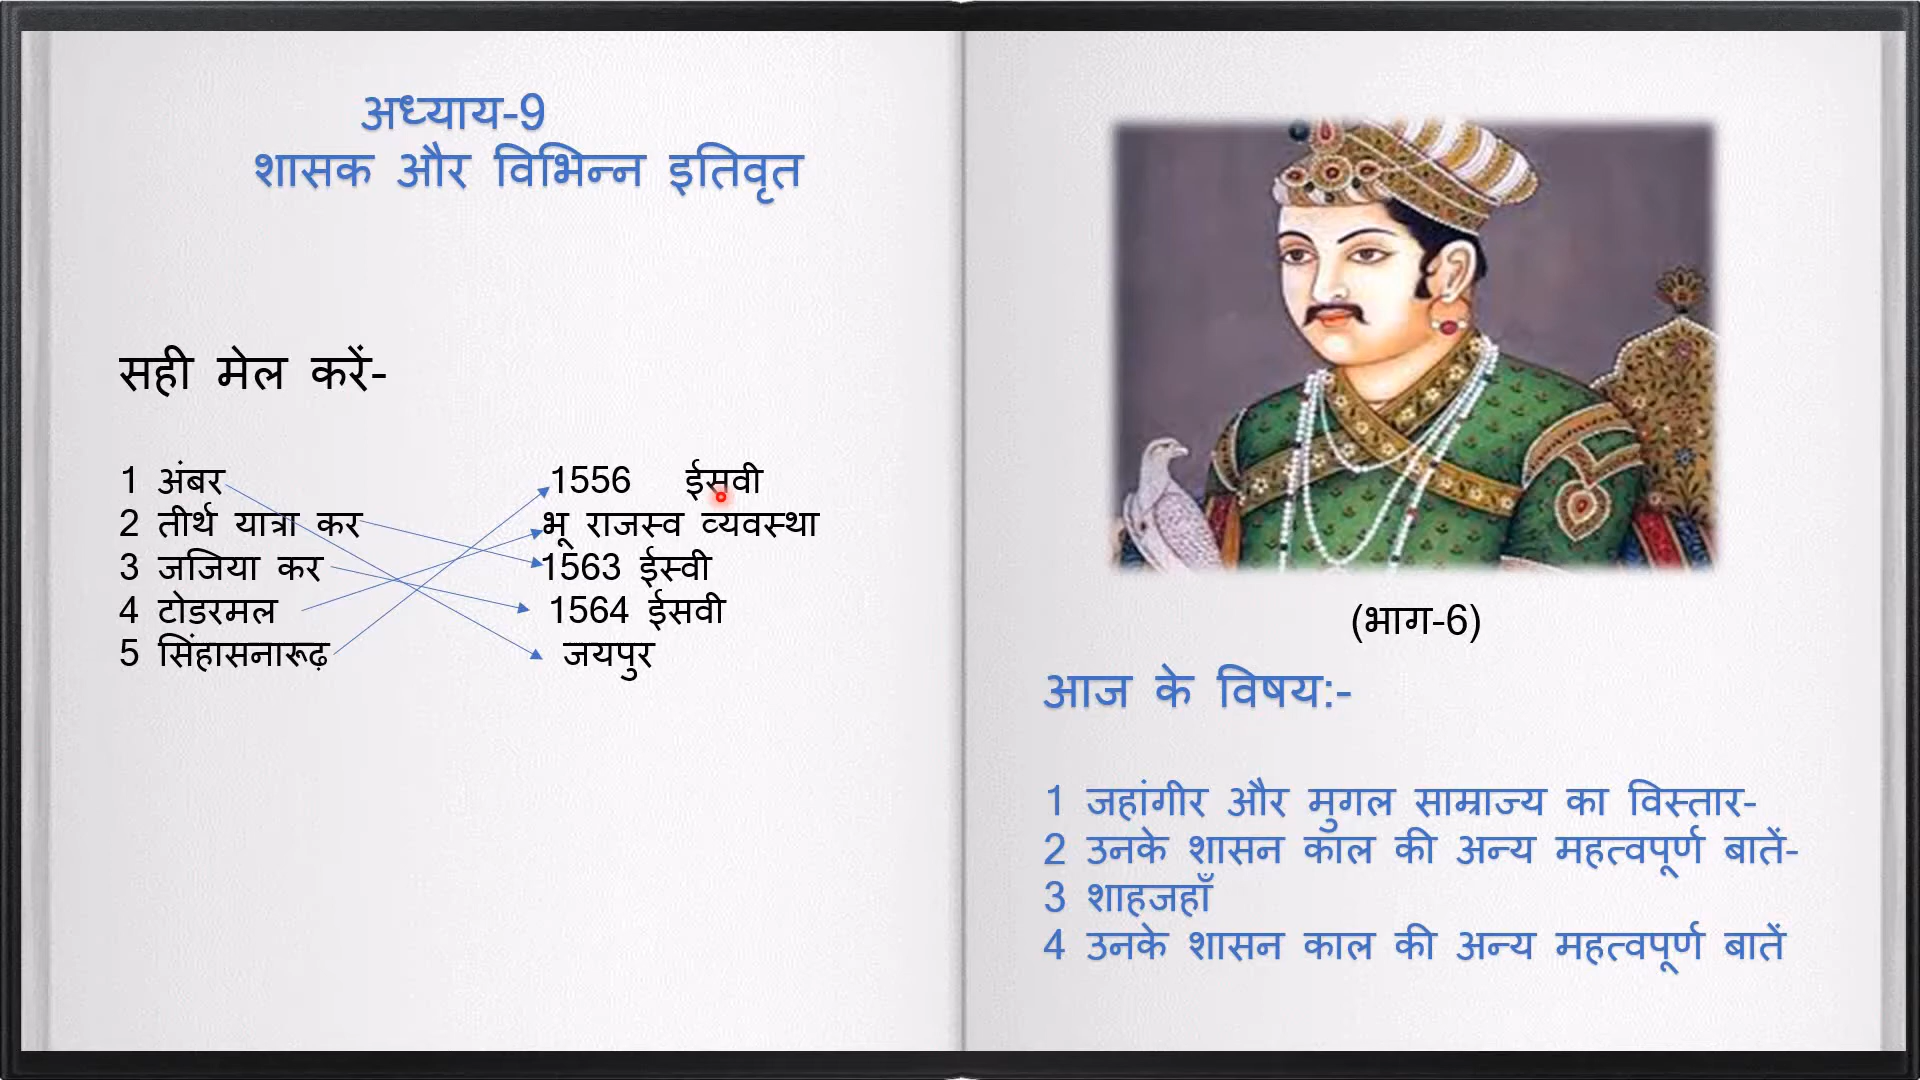 अध्याय-9
शासक और विभिन्न इतिवृत
सही मेल करें-
1 अंबर 1556 ईसवी
2 तीर्थ यात्रा कर भू राजस्व व्यवस्था
3 जजिया कर 1563 ईस्वी
4 टोडरमल 1564 ईसवी
5 सिंहासनारूढ़ जयपुर
(भाग-6)
आज के विषय:-
1 जहांगीर और मुगल साम्राज्य का विस्तार-
2 उनके शासन काल की अन्य महत्वपूर्ण बातें-
3 शाहजहाँ
4 उनके शासन काल की अन्य महत्वपूर्ण बातें